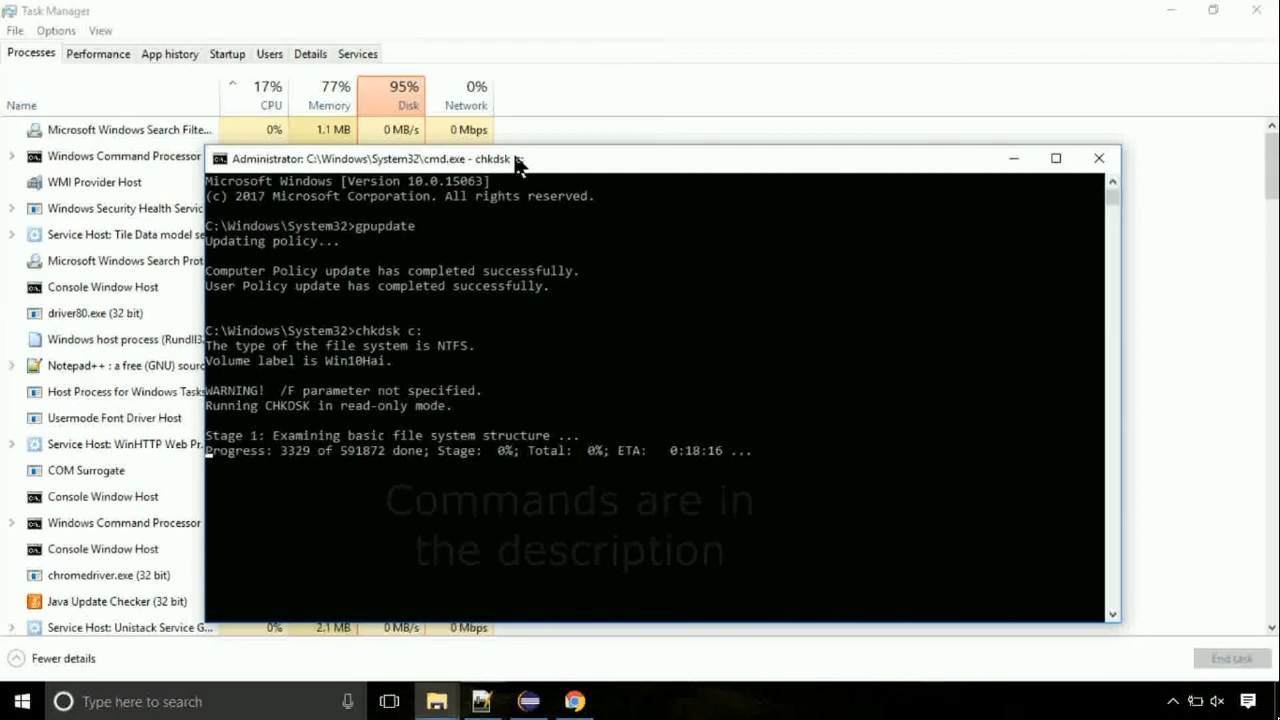 Task Manager
File Options View
Processes Performance App history Startup Users Details Services
17% 77% 95% 0%
Name CPU Memory Disk Network
Microsoft Windows Search Filte... 0% 1.1 MB 0 MB/s 0 Mbps
Windows Command Processor
WMI Provider Host
Windows Security Health Servic
Service Host: Tile Data model se
Microsoft Windows Search Prot
Console Window Host
driver80.exe (32 bit)
Windows host process (Rundll3
Notepad++ : a free (GNU) sourc
Host Process for Windows Task
Usermode Font Driver Host
Service Host: WinHTTP Web Pr
COM Surrogate
Console Window Host
Windows Command Processor
Console Window Host
chromedriver.exe (32 bit)
Java Update Checker (32 bit)
Service Host: Unistack Service G... 0% 2.1 MB 0 MB/s 0 Mbps
Administrator: C:\Windows\System32\cmd.exe - chkdsk
Microsoft Windows [Version 10.0.15063]
(c) 2017 Microsoft Corporation. All rights reserved.
C:\Windows\System32>gpupdate
Updating policy...
Computer Policy update has completed successfully.
User Policy update has completed successfully.
C:\Windows\System32>chkdsk c:
The type of the file system is NTFS.
Volume label is Win10Hai.
WARNING! /F parameter not specified.
Running CHKDSK in read-only mode.
Stage 1: Examining basic file system structure ...
Progress: 3329 of 591872 done; Stage: 0%; Total: 0%; ETA: 0:18:16 ...
Commands are in
the description
Fewer details
End task
Type here to search